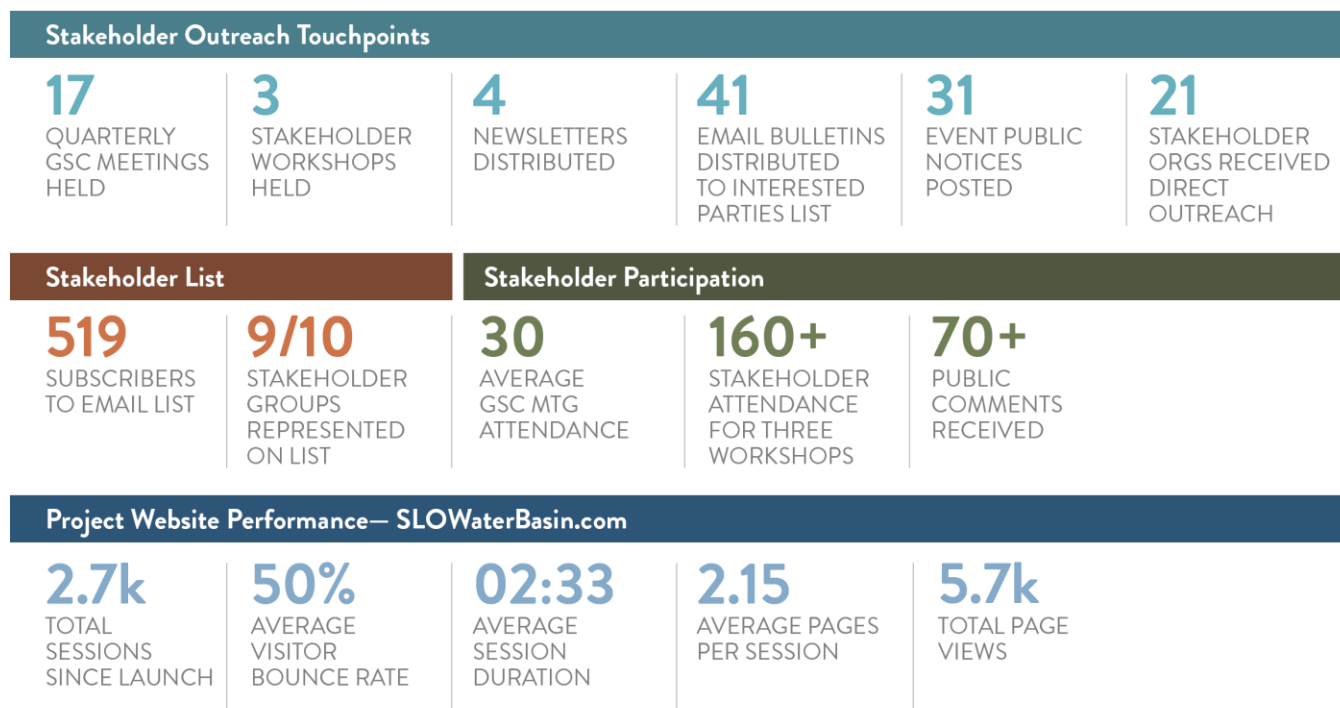 Stakeholder Outreach Touchpoints
17
QUARTERLY
GSC MEETINGS
HELD
3
STAKEHOLDER
WORKSHOPS
HELD
4
NEWSLETTERS
DISTRIBUTED
41
EMAIL BULLETINS
DISTRIBUTED
TO INTERESTED
PARTIES LIST
31
EVENT PUBLIC
NOTICES
POSTED
21
STAKEHOLDER
ORGS RECEIVED
DIRECT
OUTREACH
Stakeholder List
519
SUBSCRIBERS
TO EMAIL LIST
9/10
STAKEHOLDER
GROUPS
REPRESENTED
ON LIST
Stakeholder Participation
30
AVERAGE
GSC MTG
ATTENDANCE
160+
STAKEHOLDER
ATTENDANCE
FOR THREE
WORKSHOPS
70+
PUBLIC
COMMENTS
RECEIVED
Project Website Performance— SLOWaterBasin.com
2.7k
TOTAL
SESSIONS
SINCE LAUNCH
50%
AVERAGE
VISITOR
BOUNCE RATE
02:33
AVERAGE
SESSION
DURATION
2.15
AVERAGE PAGES
PER SESSION
5.7k
TOTAL PAGE
VIEWS